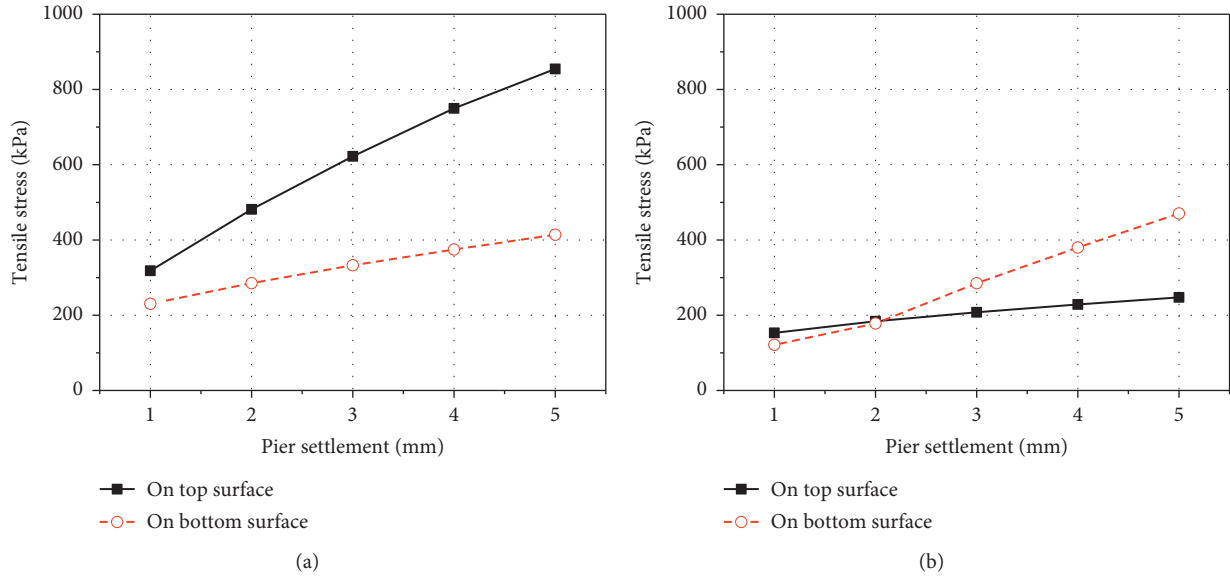 1000
800
600
400
200
0
Tensile stress (kPa)
1 2 3 4 5
Pier settlement (mm)
On top surface
On bottom surface
(a)
1000
800
600
400
200
0
Tensile stress (kPa)
1 2 3 4 5
Pier settlement (mm)
On top surface
On bottom surface
(b)